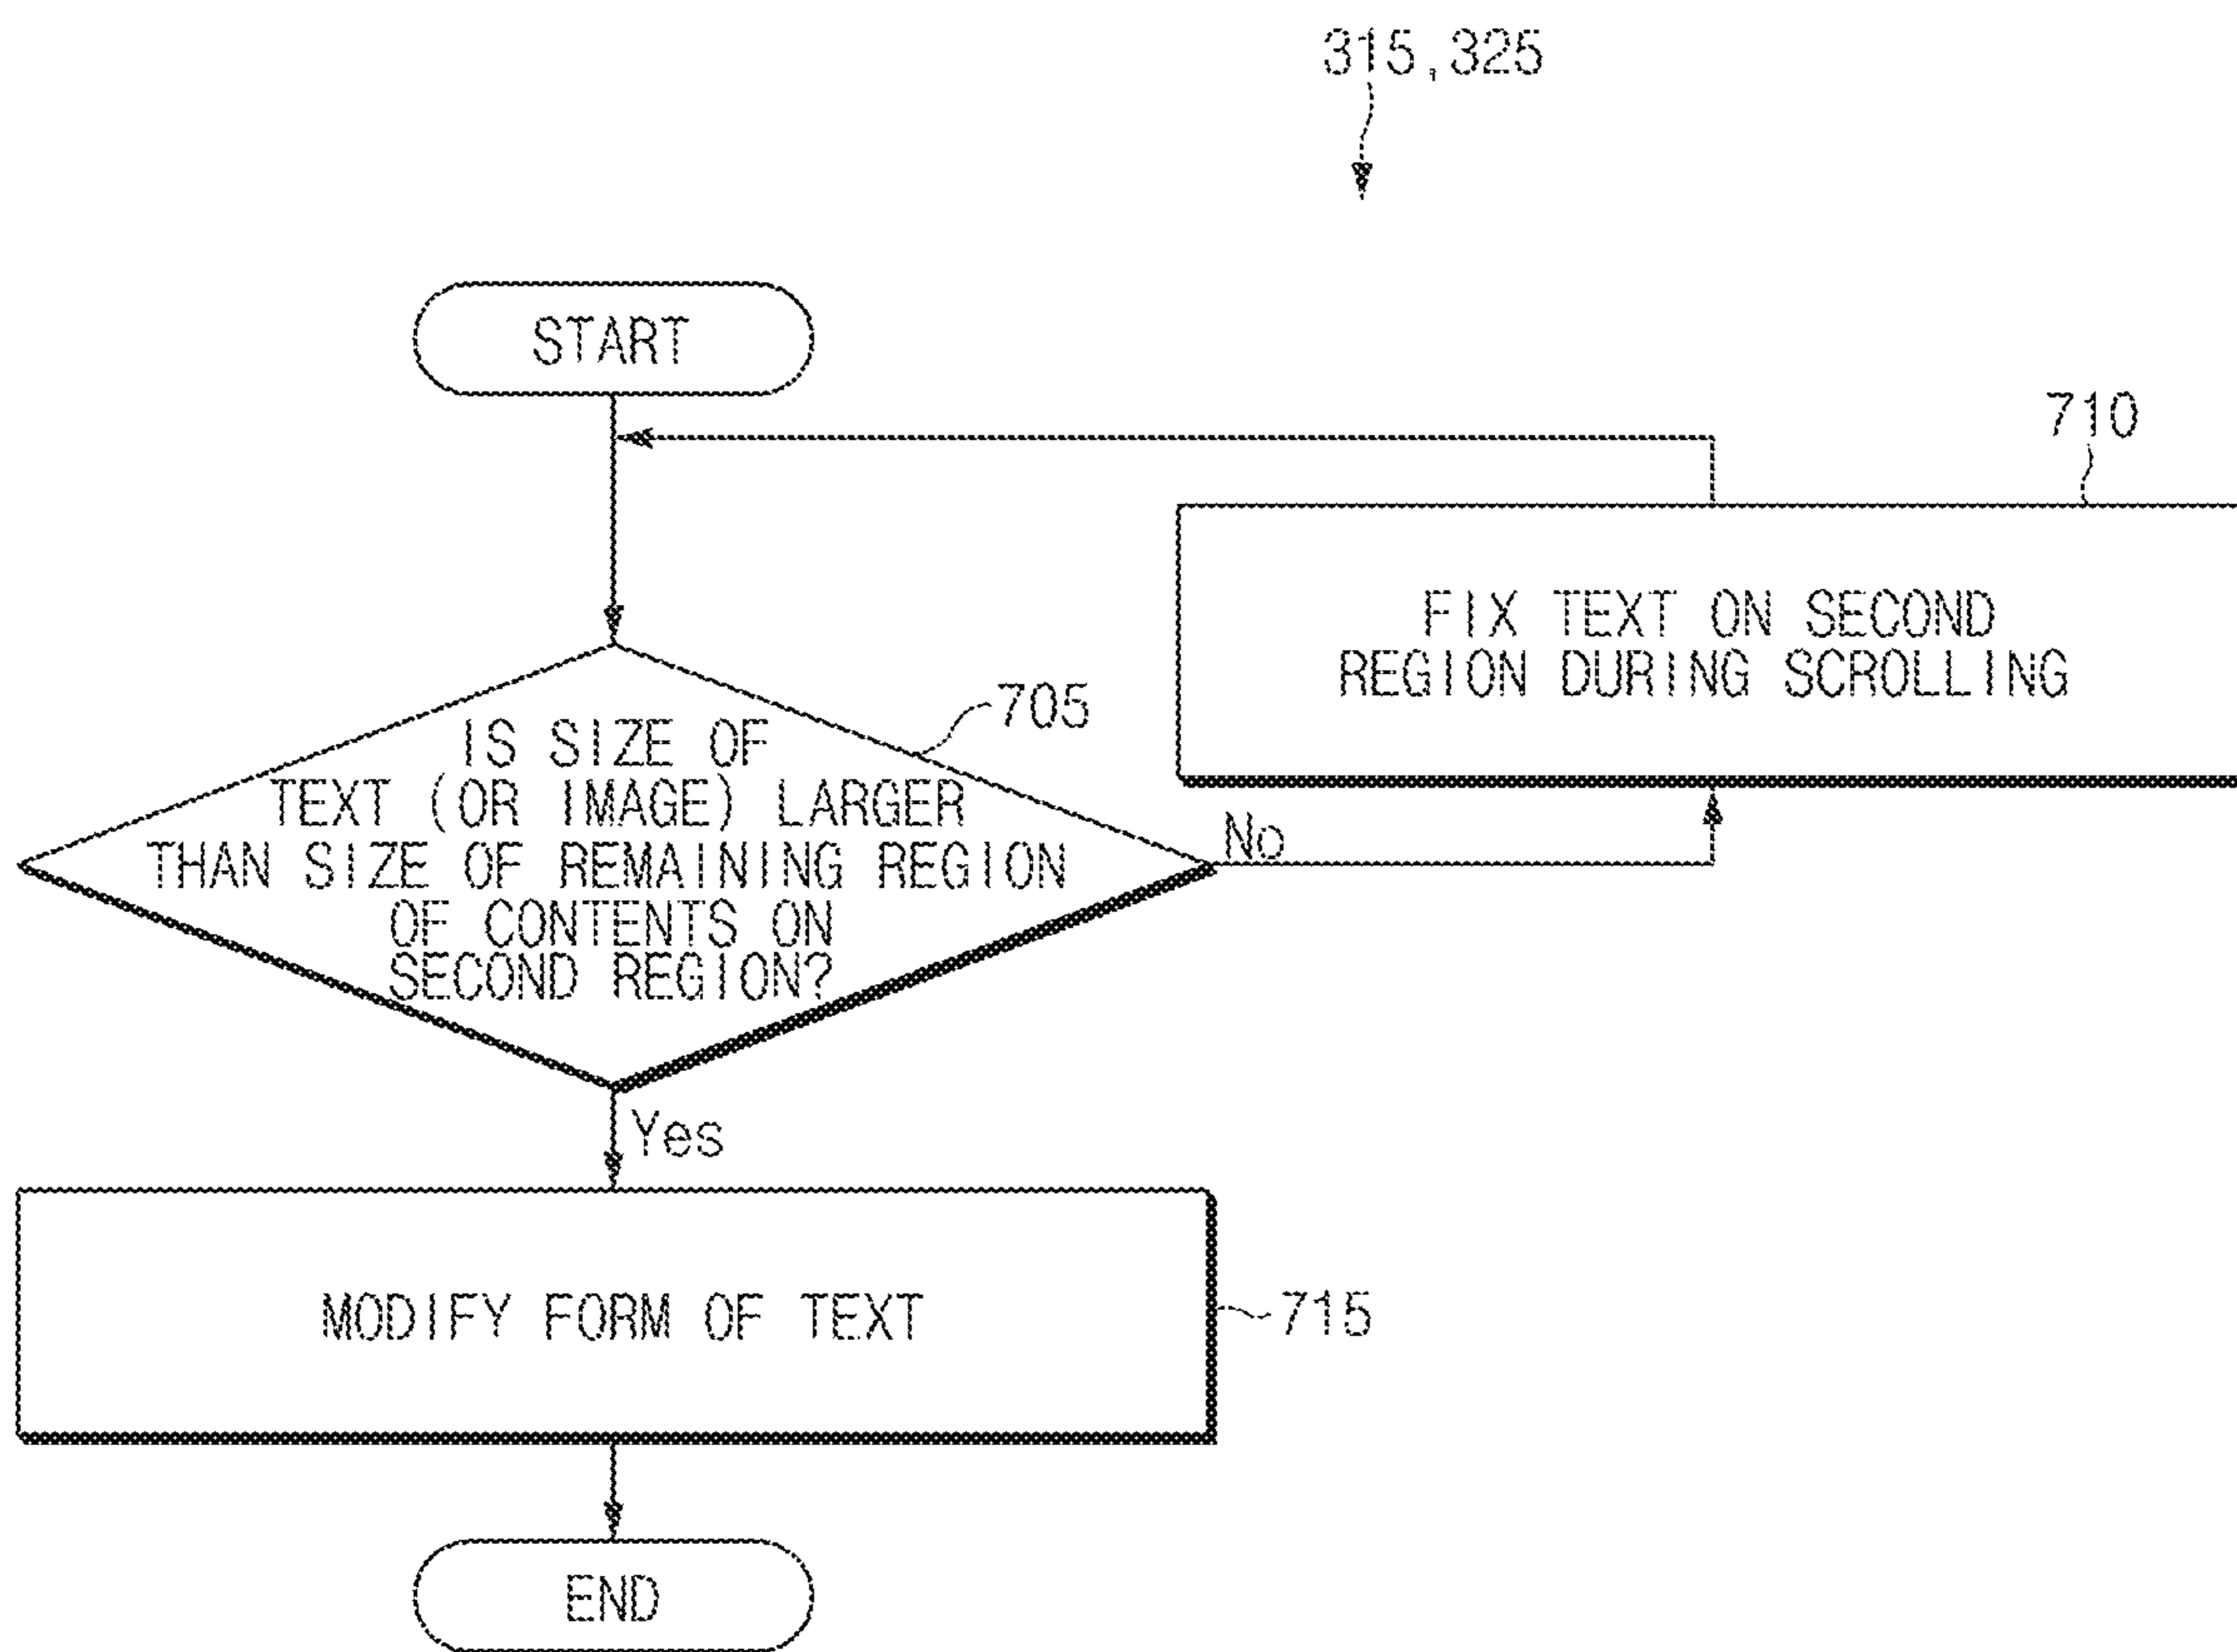 315,325
START
710
FIX TEXT ON SECOND
REGION DURING SCROLLING
705
IS SIZE OF
TEXT (OR IMAGE) LARGER
THAN SIZE OF REMAINING REGION
OF CONTENTS ON
SECOND REGION?
No
Yes
MODIFY FORM OF TEXT
715
END